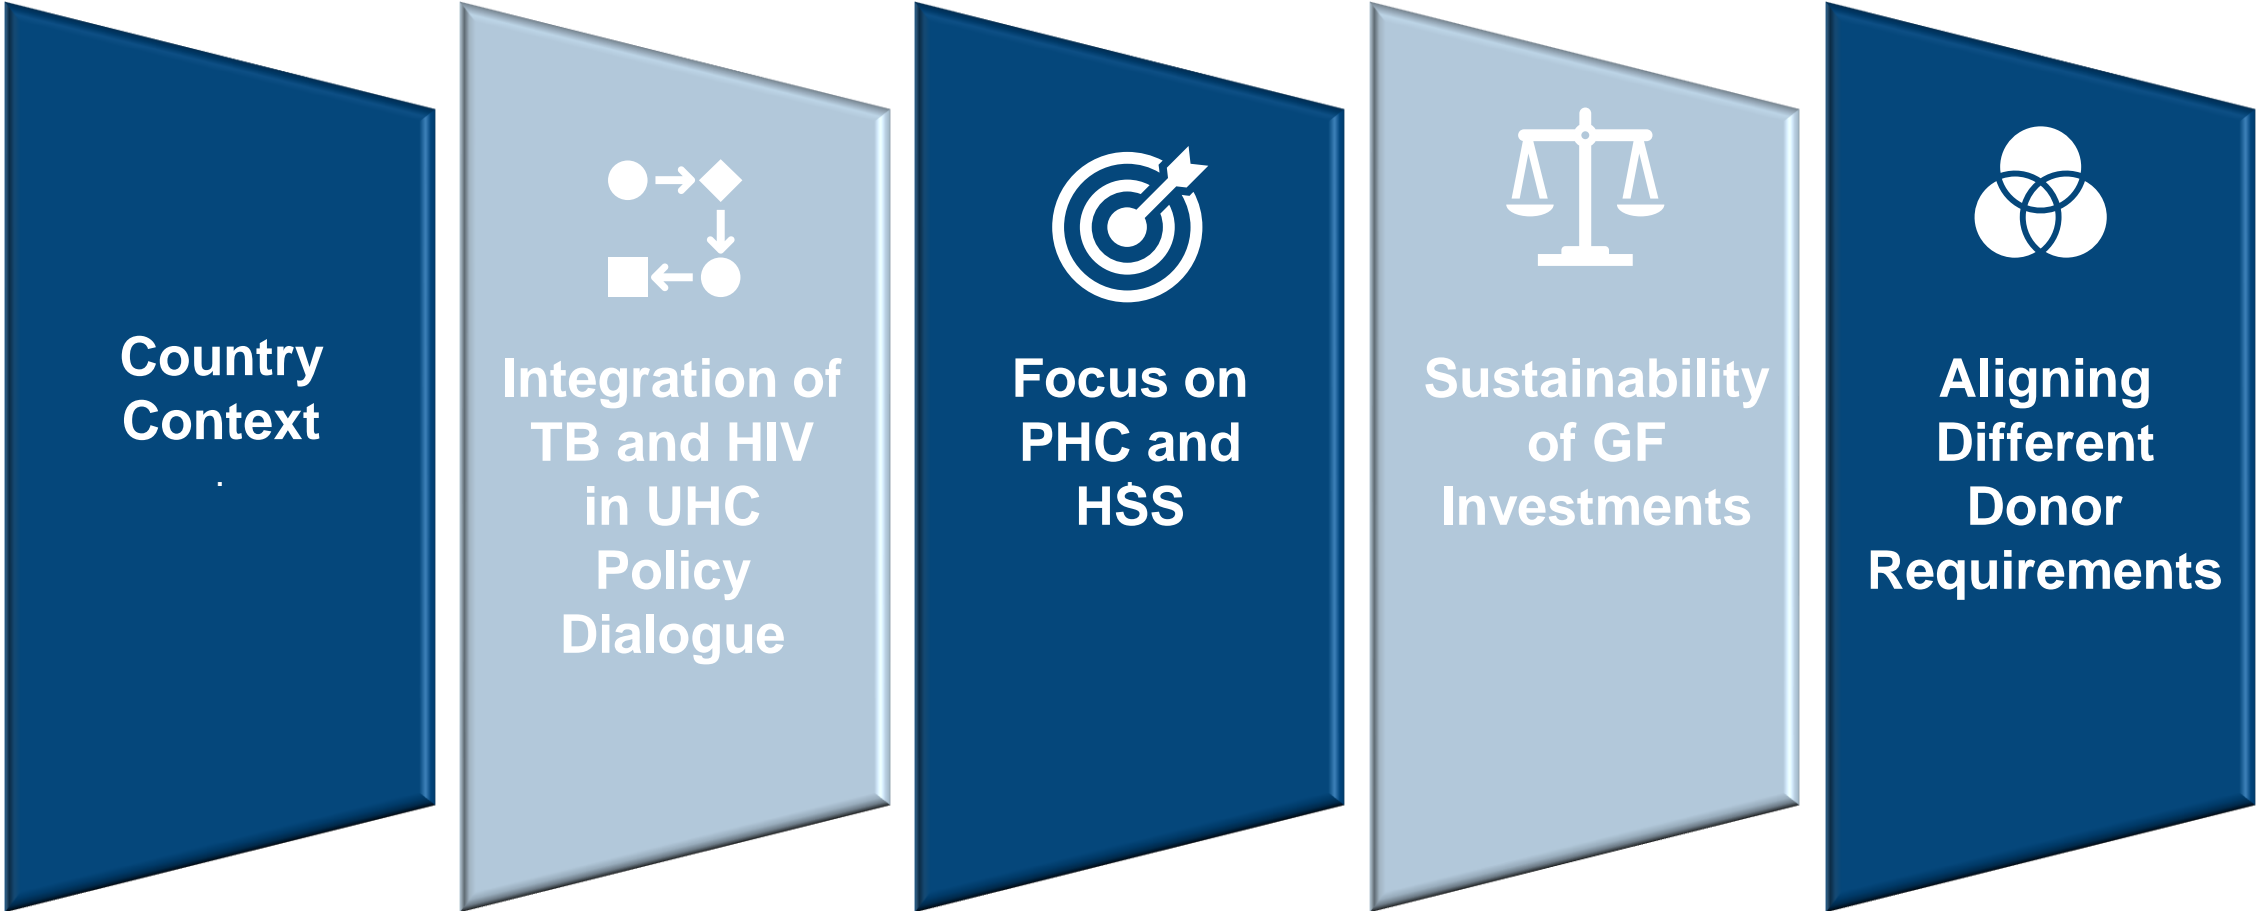 Country
Context
.
Integration of
TB and HIV
in UHC
Policy
Dialogue
Focus on
PHC and
HSS
Sustainability
of GF
Investments
Aligning
Different
Donor
Requirements